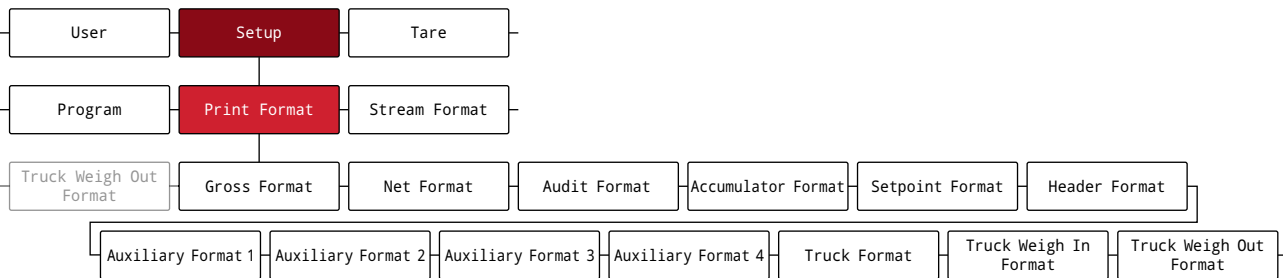 User
Setup
Tare
Program
Print Format
Stream Format
Truck Weigh Out
Format
Gross Format
Net Format
Audit Format
Accumulator Format
Setpoint Format
Header Format
Auxiliary Format 1
Auxiliary Format 2
Auxiliary Format 3
Auxiliary Format 4
Truck Format
Truck Weigh In
Format
Truck Weigh Out
Format